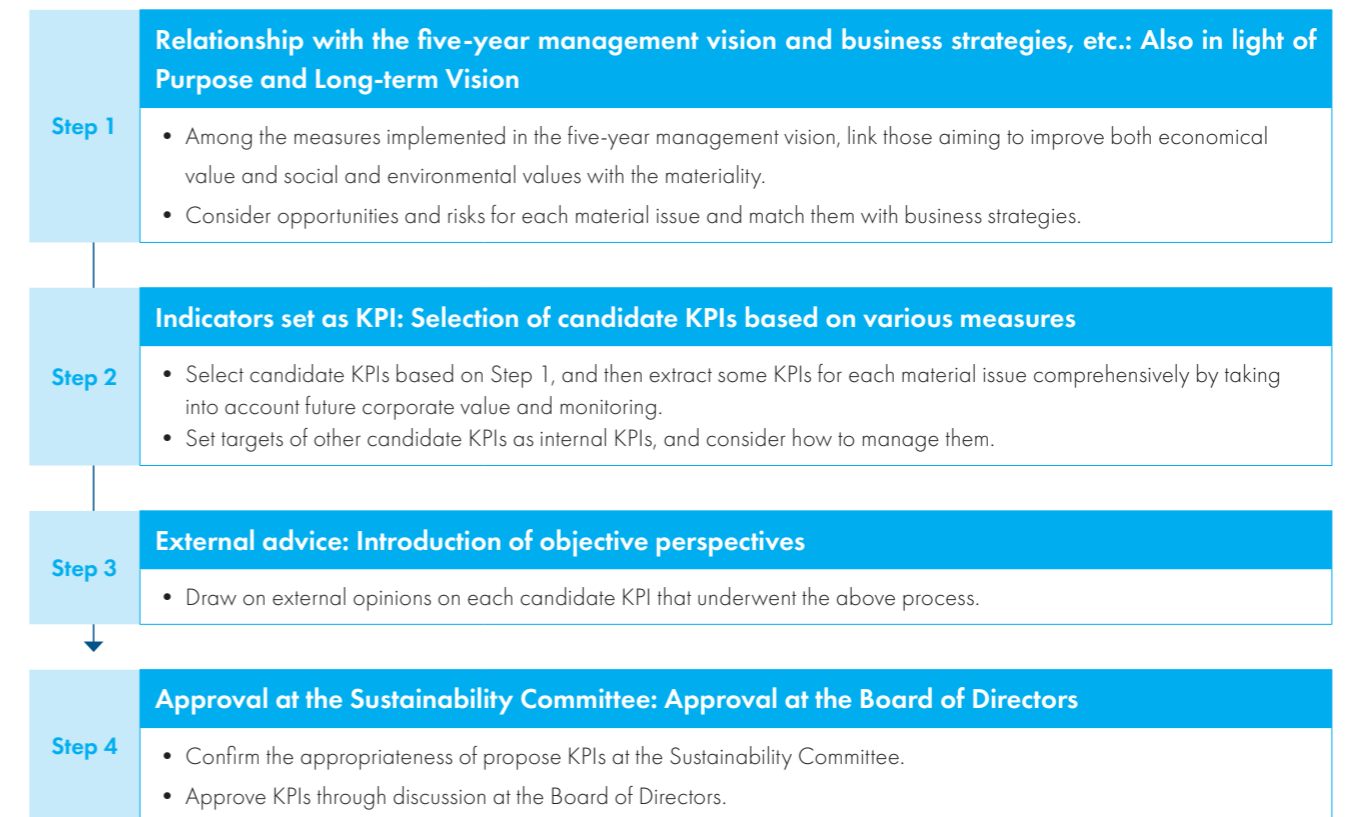 Relationship with the five-year management vision and business strategies, etc.: Also in light of
Purpose and Long-term Vision
Step 1
• Among the measures implemented in the five-year management vision, link those aiming to improve both economical
value and social and environmental values with the materiality.
• Consider opportunities and risks for each material issue and match them with business strategies.
Indicators set as KPI: Selection of candidate KPIs based on various measures
Step 2
• Select candidate KPIs based on Step 1, and then extract some KPIs for each material issue comprehensively by taking
into account future corporate value and monitoring.
• Set targets of other candidate KPIs as internal KPIs, and consider how to manage them.
External advice: Introduction of objective perspectives
Step 3
• Draw on external opinions on each candidate KPI that underwent the above process.
Approval at the Sustainability Committee: Approval at the Board of Directors
Step 4
• Confirm the appropriateness of propose KPIs at the Sustainability Committee.
• Approve KPIs through discussion at the Board of Directors.